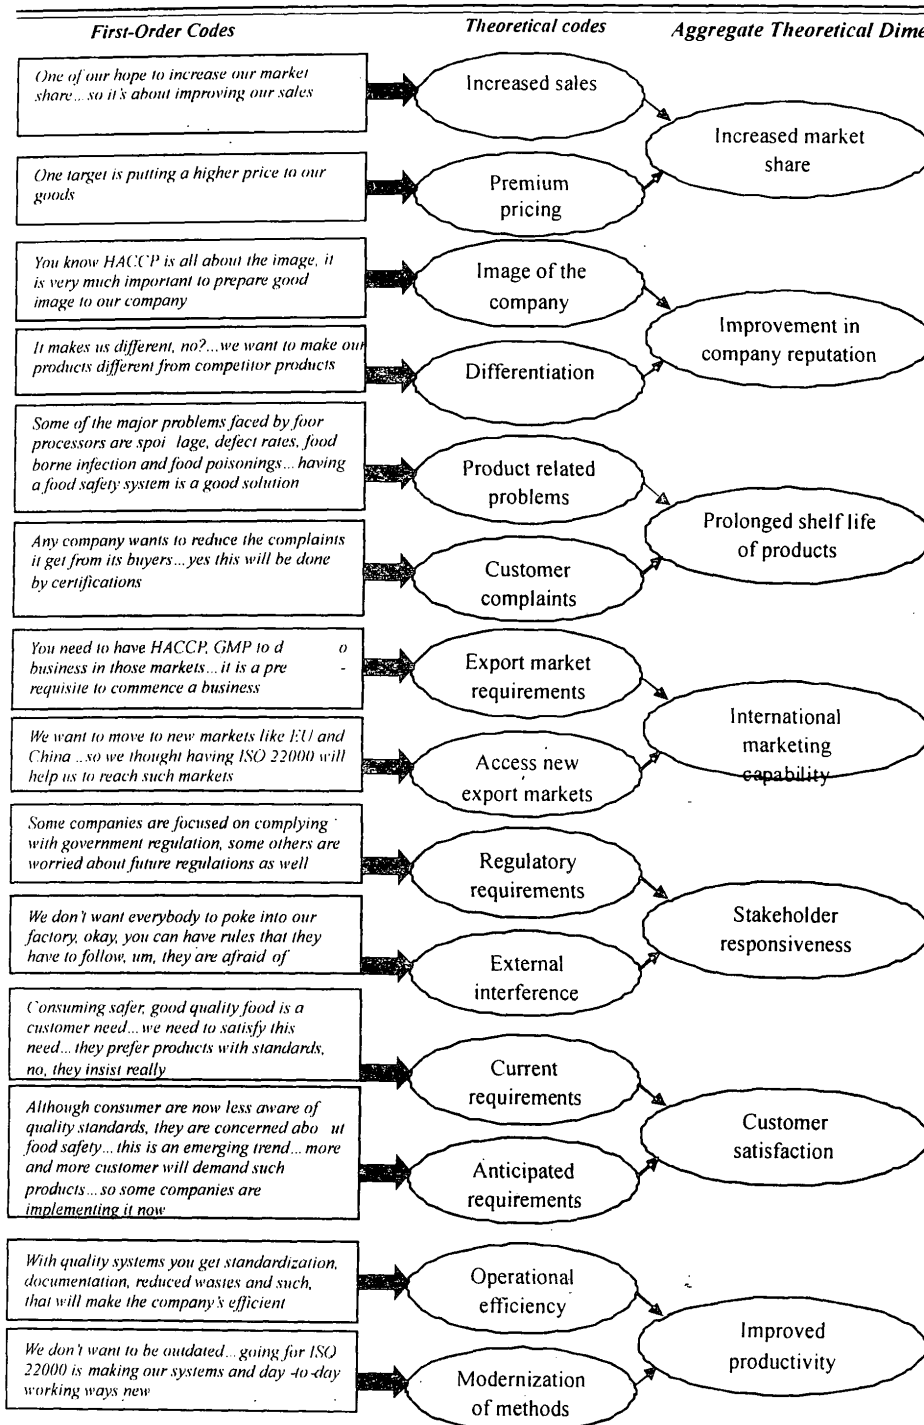 First-Order Codes
Theoretical codes
Aggregate Theoretical Dime
One of our hope to increase our market
share...so it's about improving our sales
Increased sales
Increased market
share
One target is putting a higher price to our
goods
Premium
pricing
You know HACCP is all about the image, it
is very much important to prepare good
image to our company
Image of the
company
Improvement in
company reputation
It makes us different, no?...we want to make our
products different from competitor products
Differentiation
Some of the major problems faced by foor
processors are spoi lage, defect rates, food
borne infection and food poisonings...having
a food safety system is a good solution
Product related
problems
Prolonged shelf life
of products
Any company wants to reduce the complaints
it get from its buyers...yes this will be done
by certifications
Customer
complaints
You need to have HACCP, GMP to d o
business in those markets...it is a pre -
requisite to commence a business
Export market
requirements
International
marketing
capability
We want to move to new markets like EU and
China...so we thought having ISO 22000 will
help us to reach such markets
Access new
export markets
Some companies are focused on complying
with government regulation, some others are
worried about future regulations as well
Regulatory
requirements
Stakeholder
responsiveness
We don't want everybody to poke into our
factory, okay, you can have rules that they
have to follow, um, they are afraid of
External
interference
Consuming safer, good quality food is a
customer need...we need to satisfy this
need...they prefer products with standards,
no, they insist really
Current
requirements
Customer
satisfaction
Although consumer are now less aware of
quality standards, they are concerned abo ut
food safety...this is an emerging trend...more
and more customer will demand such
products...so some companies are
implementing it now
Anticipated
requirements
With quality systems you get standardization,
documentation, reduced wastes and such,
that will make the company's efficient
Operational
efficiency
Improved
productivity
We don't want to be outdated...going for ISO
22000 is making our systems and day -to-day
working ways new
Modernization
of methods